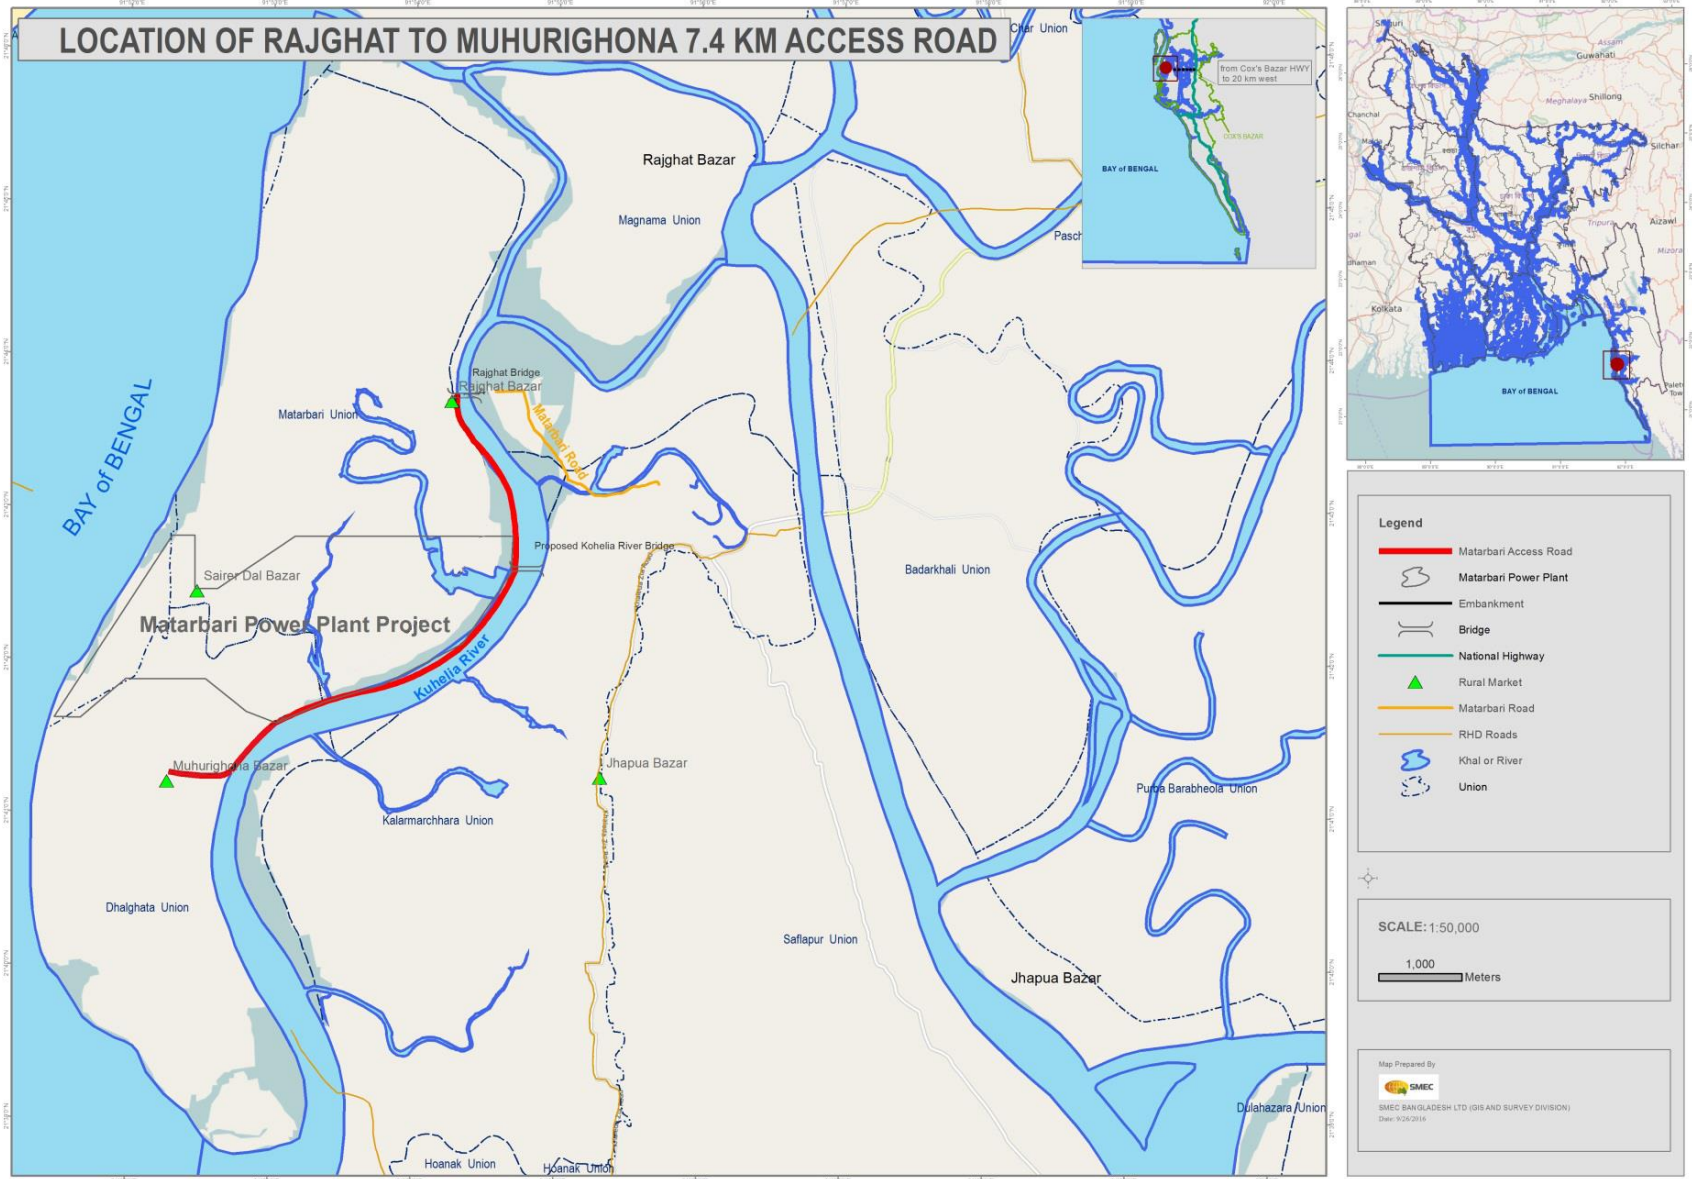 LOCATION OF RAJGHAT TO MUHURIGHONA 7.4 KM ACCESS ROAD
Char Union
from Cox's Bazar HWY
to 20 km west
COX'S BAZAR
BAY of BENGAL
Rajghat Bazar
Magnama Union
Pasch
Rajghat Bridge
Rajghat Bazar
Matarbari Union
Matarbari Road
BAY of BENGAL
Proposed Kohelia River Bridge
Sairer Dal Bazar
Badarkhali Union
Matarbari Power Plant Project
Kuhelia River
Muhurighona Bazar
Jhapua Bazar
Purba Barabheola Union
Kalarmarchhara Union
Dhalghata Union
Saflapur Union
Jhapua Bazar
Dulahazara Union
Hoanak Union
Hoanak Union
Guwahati
Assam
Shillong
Meghalaya
Chanchal
Silchar
Aizawl
Tripura
Mizora
Kolkata
BAY of BENGAL
Legend
Matarbari Access Road
Matarbari Power Plant
Embankment
Bridge
National Highway
Rural Market
Matarbari Road
RHD Roads
Khal or River
Union
SCALE: 1:50,000
1,000
Meters
Map Prepared By
SMEC
SMEC BANGLADESH LTD (GIS AND SURVEY DIVISION)
Date: 9/26/2016